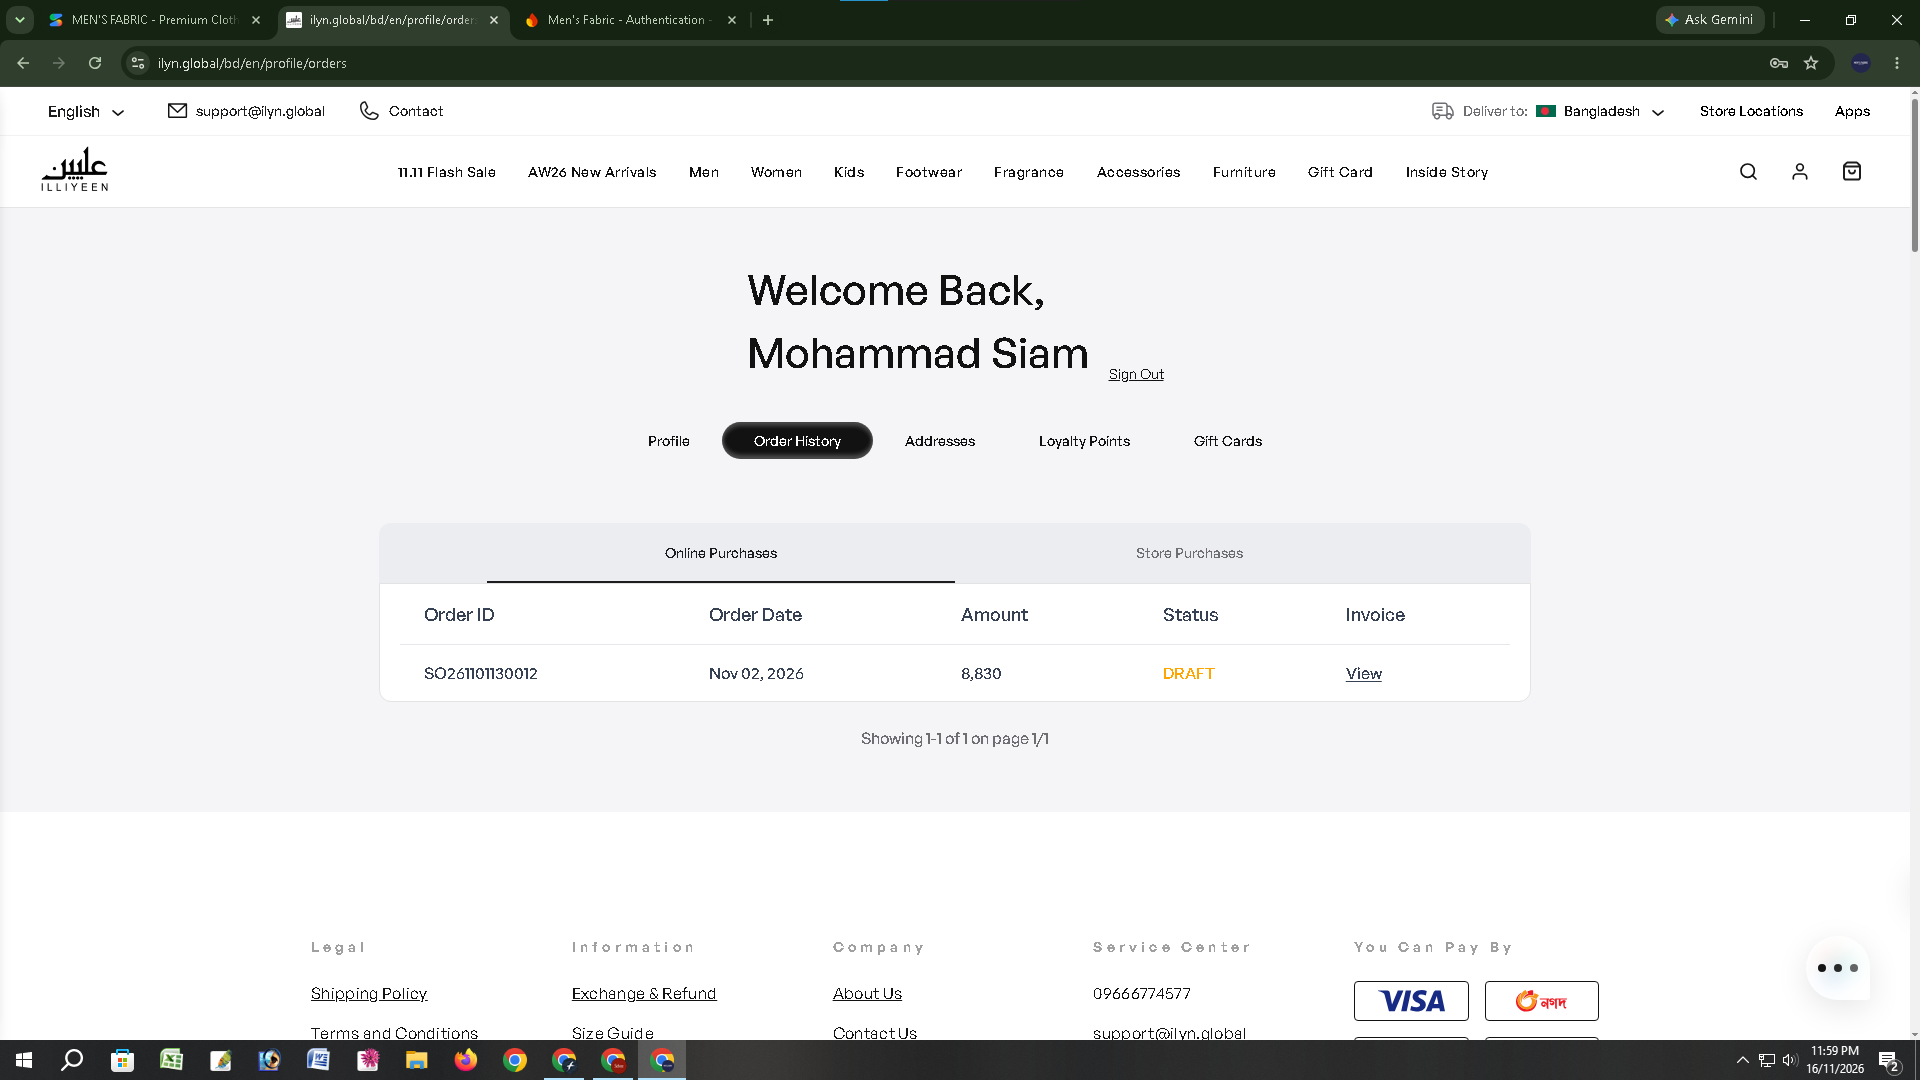 MEN'S FABRIC - Premium Cloth
ilyn.global/bd/en/profile/orders
Men's Fabric - Authentication -
Ask Gemini
ilyn.global/bd/en/profile/orders
English
support@ilyn.global
Contact
Deliver to:
Bangladesh
Store Locations
Apps
عليين
ILLIYEEN
11.11 Flash Sale
AW26 New Arrivals
Men
Women
Kids
Footwear
Fragrance
Accessories
Furniture
Gift Card
Inside Story
Welcome Back,
Mohammad Siam
Sign Out
Profile
Order History
Addresses
Loyalty Points
Gift Cards
Online Purchases
Store Purchases
Order ID
Order Date
Amount
Status
Invoice
SO261101130012
Nov 02, 2026
8,830
DRAFT
View
Showing 1-1 of 1 on page 1/1
Legal
Information
Company
Service Center
You Can Pay By
Shipping Policy
Exchange & Refund
About Us
09666774577
VISA
নগদ
Terms and Conditions
Size Guide
Contact Us
support@ilyn.global
11:59 PM
16/11/2026
2